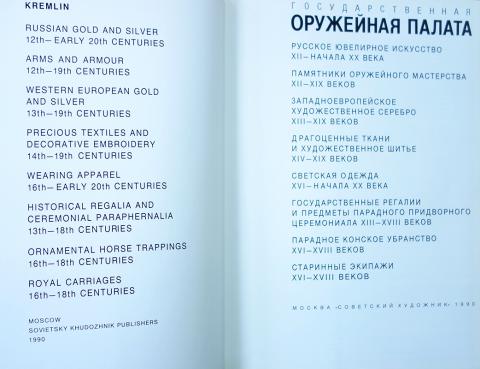 KREMLIN
RUSSIAN GOLD AND SILVER
12th—EARLY 20th CENTURIES
ARMS AND ARMOUR
12th—19th CENTURIES
WESTERN EUROPEAN GOLD
AND SILVER
13th—19th CENTURIES
PRECIOUS TEXTILES AND
DECORATIVE EMBROIDERY
14th—19th CENTURIES
WEARING APPAREL
16th—EARLY 20th CENTURIES
HISTORICAL REGALIA AND
CEREMONIAL PARAPHERNALIA
13th—18th CENTURIES
ORNAMENTAL HORSE TRAPPINGS
16th—18th CENTURIES
ROYAL CARRIAGES
16th—18th CENTURIES
MOSCOW
SOVIETSKY KHUDOZHNIK PUBLISHERS
1990
ГОСУДАРСТВЕННАЯ
ОРУЖЕЙНАЯ ПАЛАТА
РУССКОЕ ЮВЕЛИРНОЕ ИСКУССТВО
XII—НАЧАЛА XX ВЕКА
ПАМЯТНИКИ ОРУЖЕЙНОГО МАСТЕРСТВА
XII—XIX ВЕКОВ
ЗАПАДНОЕВРОПЕЙСКОЕ
ХУДОЖЕСТВЕННОЕ СЕРЕБРО
XIII—XIX ВЕКОВ
ДРАГОЦЕННЫЕ ТКАНИ
И ХУДОЖЕСТВЕННОЕ ШИТЬЕ
XIV—XIX ВЕКОВ
СВЕТСКАЯ ОДЕЖДА
XVI—НАЧАЛА XX ВЕКА
ГОСУДАРСТВЕННЫЕ РЕГАЛИИ
И ПРЕДМЕТЫ ПАРАДНОГО ПРИДВОРНОГО
ЦЕРЕМОНИАЛА XIII—XVIII ВЕКОВ
ПАРАДНОЕ КОНСКОЕ УБРАНСТВО
XVI—XVIII ВЕКОВ
СТАРИННЫЕ ЭКИПАЖИ
XVI—XVIII ВЕКОВ
МОСКВА «СОВЕТСКИЙ ХУДОЖНИК» 1990